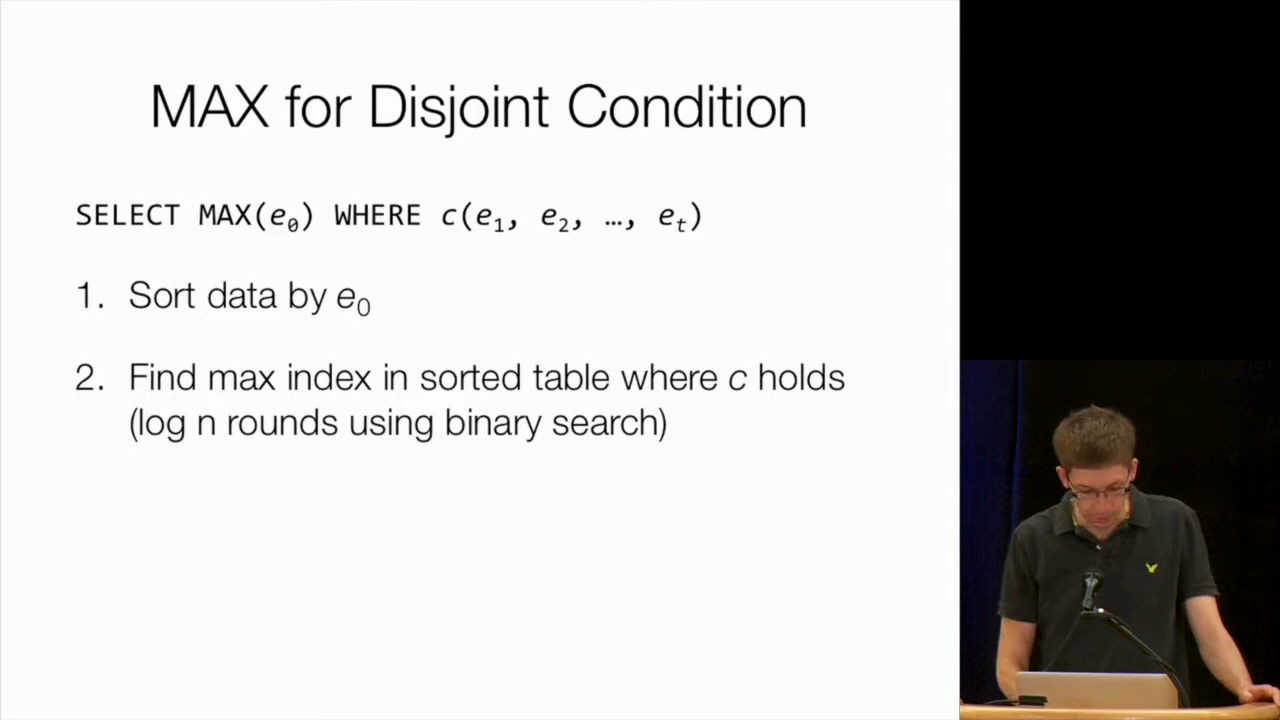 MAX for Disjoint Condition
SELECT MAX(e₀) WHERE c(e₁, e₂, …, eₜ)
1. Sort data by e₀
2. Find max index in sorted table where c holds
(log n rounds using binary search)